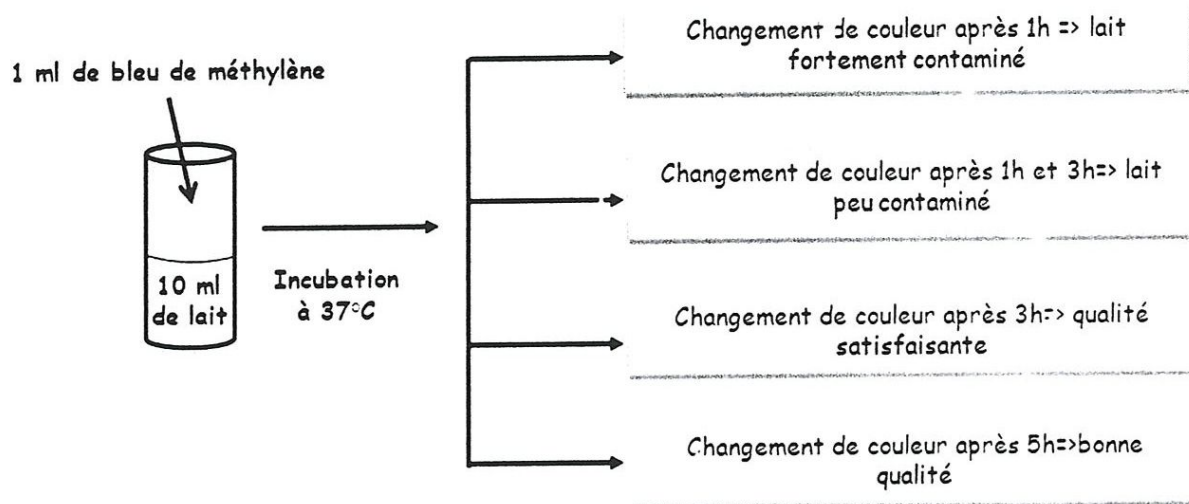 1 ml de bleu de méthylène
10 ml
de lait
Incubation
à 37°C
Changement de couleur après 1h => lait
fortement contaminé
Changement de couleur après 1h et 3h=> lait
peu contaminé
Changement de couleur après 3h=> qualité
satisfaisante
Changement de couleur après 5h=>bonne
qualité